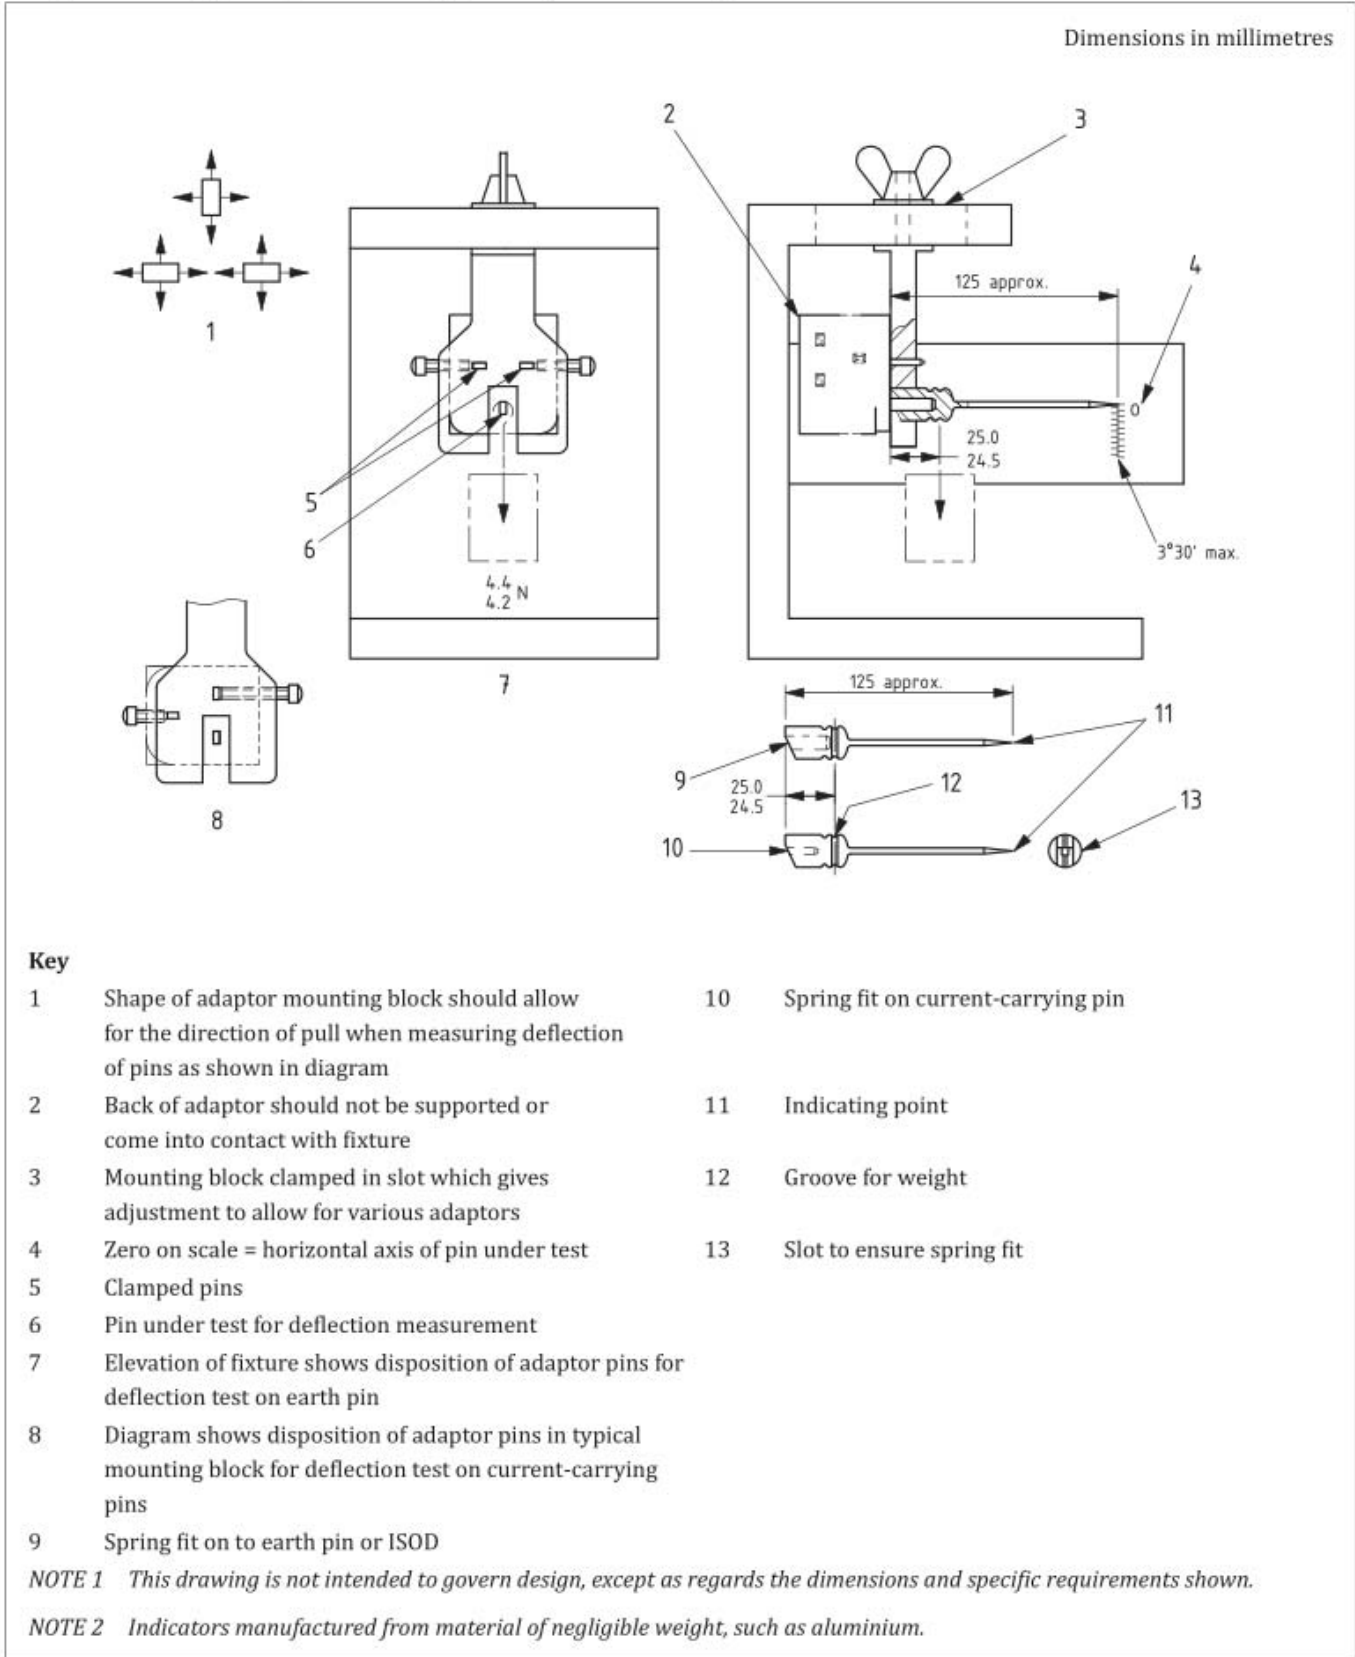 Dimensions in millimetres
2
3
125 approx.
4
1
O
25.0
24.5
5
6
3°30' max.
4.4
4.2 N
7
125 approx.
11
9
25.0
24.5
12
13
8
10
Key
1 Shape of adaptor mounting block should allow
for the direction of pull when measuring deflection
of pins as shown in diagram
10 Spring fit on current-carrying pin
2 Back of adaptor should not be supported or
come into contact with fixture
11 Indicating point
3 Mounting block clamped in slot which gives
adjustment to allow for various adaptors
12 Groove for weight
4 Zero on scale = horizontal axis of pin under test
13 Slot to ensure spring fit
5 Clamped pins
6 Pin under test for deflection measurement
7 Elevation of fixture shows disposition of adaptor pins for
deflection test on earth pin
8 Diagram shows disposition of adaptor pins in typical
mounting block for deflection test on current-carrying
pins
9 Spring fit on to earth pin or ISOD
NOTE 1 This drawing is not intended to govern design, except as regards the dimensions and specific requirements shown.
NOTE 2 Indicators manufactured from material of negligible weight, such as aluminium.